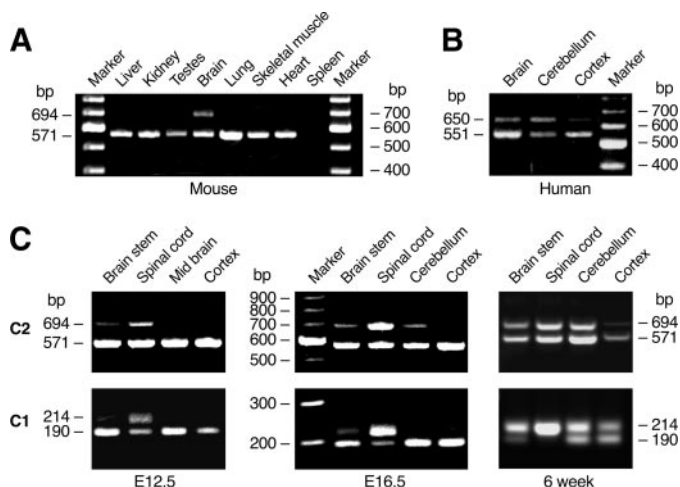 A
Marker Liver Kidney Testes Brain Lung Skeletal muscle Heart Spleen Marker
bp bp
694 700
571 600
500
400
Mouse
B
Brain Cerebellum Cortex Marker
bp
650 700
551 600
500
400
Human
C
Brain stem Spinal cord Mid brain Cortex
bp
C2 694
571
C1 214
190
E12.5
Marker Brain stem Spinal cord Cerebellum Cortex
bp
900
800
700
600
500
300
200
E16.5
Brain stem Spinal cord Cerebellum Cortex
bp
694
571
214
190
6 week